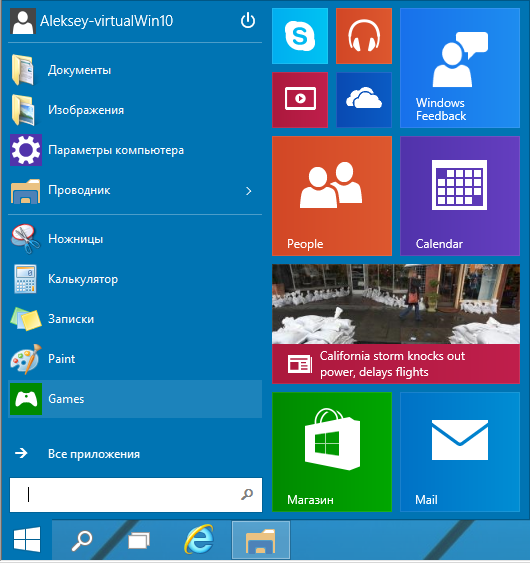 Aleksey-virtualWin10
Документы
Изображения
Параметры компьютера
Проводник
Ножницы
Калькулятор
Записки
Paint
Games
Все приложения
Windows
Feedback
People
Calendar
California storm knocks out
power, delays flights
Магазин
Mail